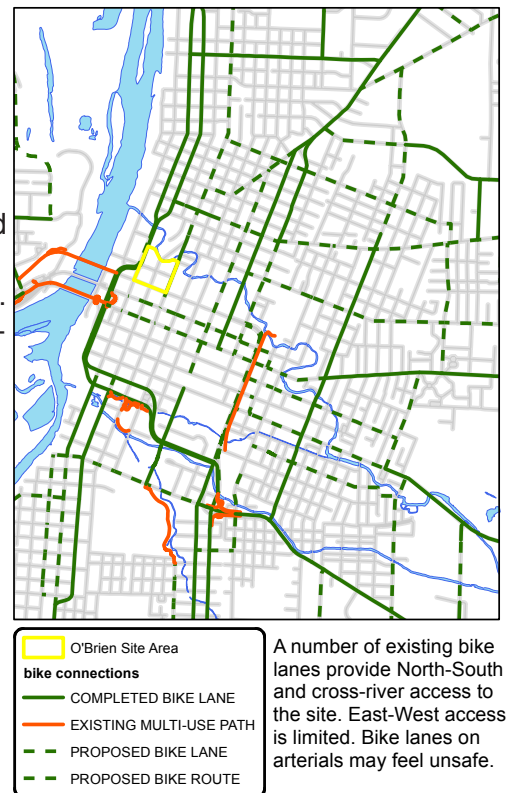 d
.
-
O'Brien Site Area
bike connections
COMPLETED BIKE LANE
EXISTING MULTI-USE PATH
PROPOSED BIKE LANE
PROPOSED BIKE ROUTE
A number of existing bike
lanes provide North-South
and cross-river access to
the site. East-West access
is limited. Bike lanes on
arterials may feel unsafe.